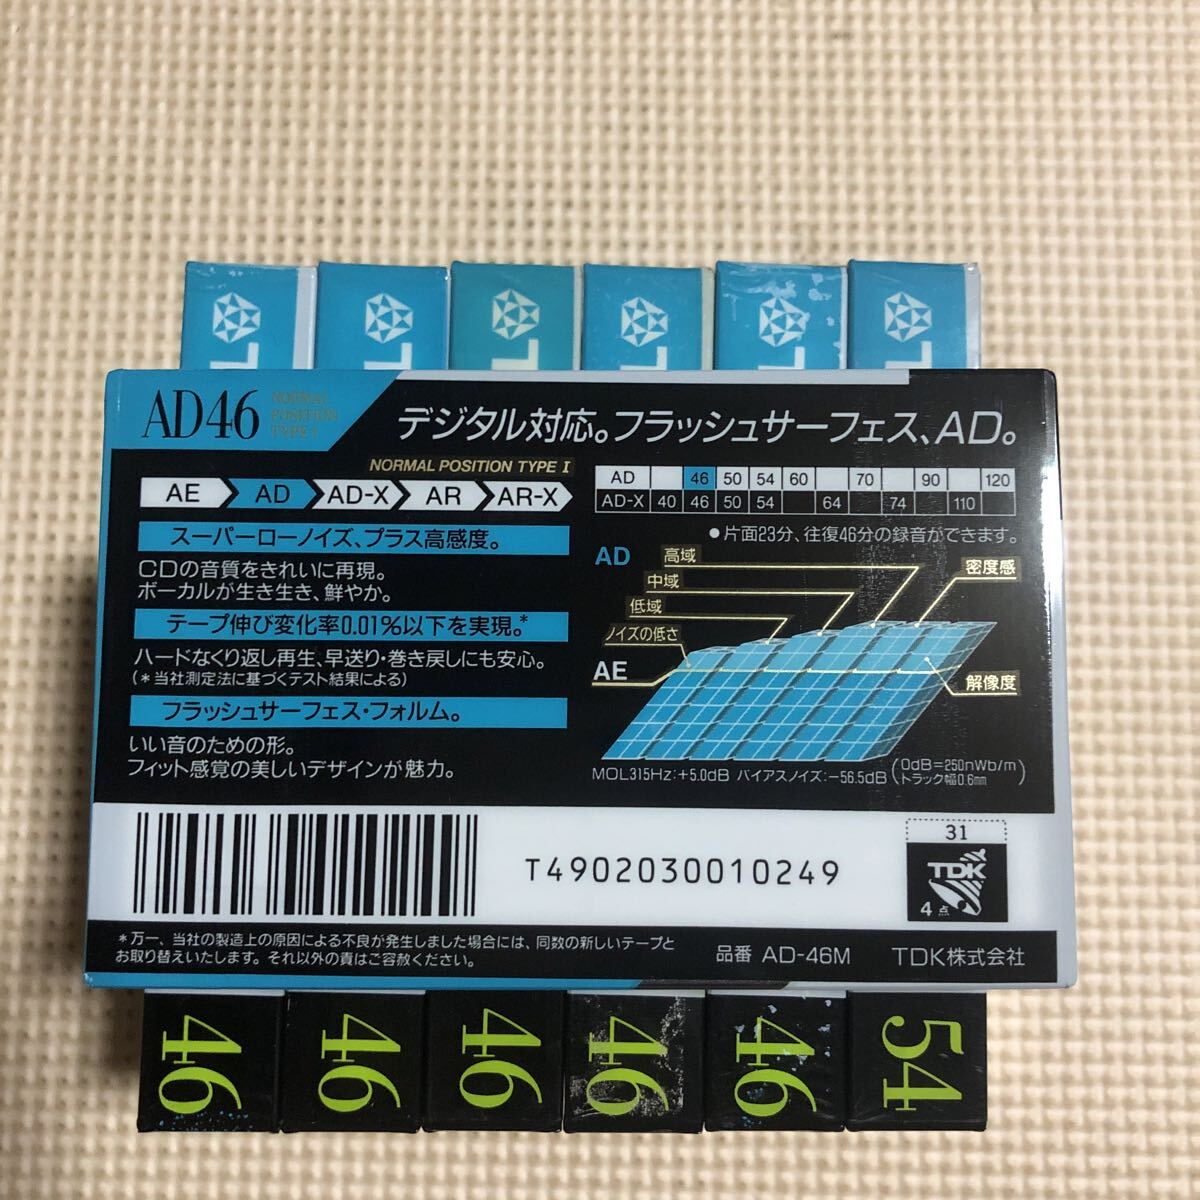 AD46
NORMAL
POSITION
TYPE I
デジタル対応。フラッシュサーフェス、AD。
NORMAL POSITION TYPE I
AE AD AD-X AR AR-X
AD 46 50 54 60 70 90 120
AD-X 40 46 50 54 64 74 110
●片面23分、往復46分の録音ができます。
スーパーローノイズ、プラス高感度。
CDの音質をきれいに再現。
ボーカルが生き生き、鮮やか。
テープ伸び変化率0.01%以下を実現。*
ハードなくり返し再生、早送り・巻き戻しにも安心。
(*当社測定法に基づくテスト結果による)
フラッシュサーフェス・フォルム。
いい音のための形。
フィット感覚の美しいデザインが魅力。
AD
高域
中域
低域
ノイズの低さ
AE
密度感
解像度
MOL315Hz:+5.0dB バイアスノイズ:−56.5dB (0dB=250nWb/m
トラック幅0.6mm)
T4902030010249
31
TDK
4点
*万一、当社の製造上の原因による不良が発生しました場合には、同数の新しいテープと
お取り替えいたします。それ以外の責はご容赦ください。
品番 AD-46M TDK株式会社
46
46
46
46
46
54